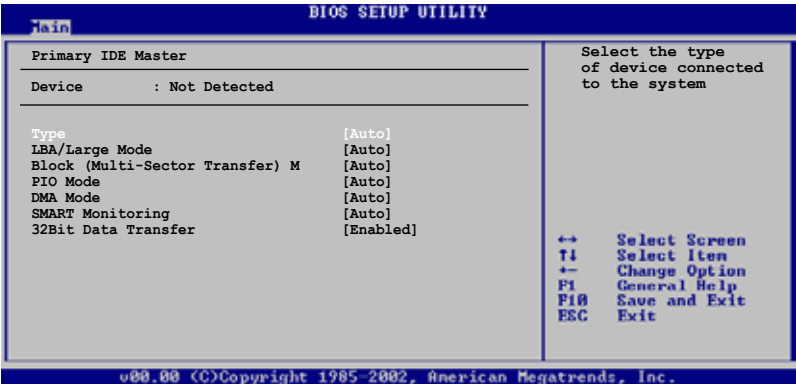 BIOS SETUP UTILITY
Main
Primary IDE Master
Device : Not Detected
Type [Auto]
LBA/Large Mode [Auto]
Block (Multi-Sector Transfer) M [Auto]
PIO Mode [Auto]
DMA Mode [Auto]
SMART Monitoring [Auto]
32Bit Data Transfer [Enabled]
Select the type
of device connected
to the system
←→ Select Screen
↑↓ Select Item
+- Change Option
F1 General Help
F10 Save and Exit
ESC Exit
v00.00 (C)Copyright 1985-2002, American Megatrends, Inc.